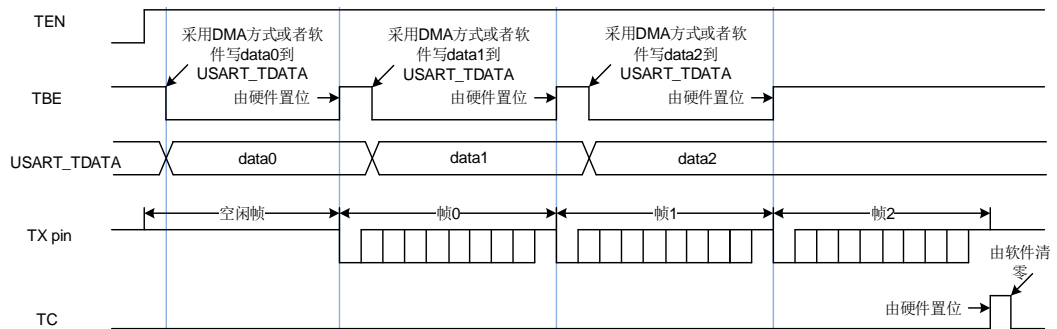 TEN
采用DMA方式或者软
件写data0到
USART_TDATA
采用DMA方式或者软
件写data1到
USART_TDATA
采用DMA方式或者软
件写data2到
USART_TDATA
TBE
由硬件置位
由硬件置位
由硬件置位
USART_TDATA
data0
data1
data2
空闲帧
帧0
帧1
帧2
TX pin
由软件清
零
由硬件置位
TC